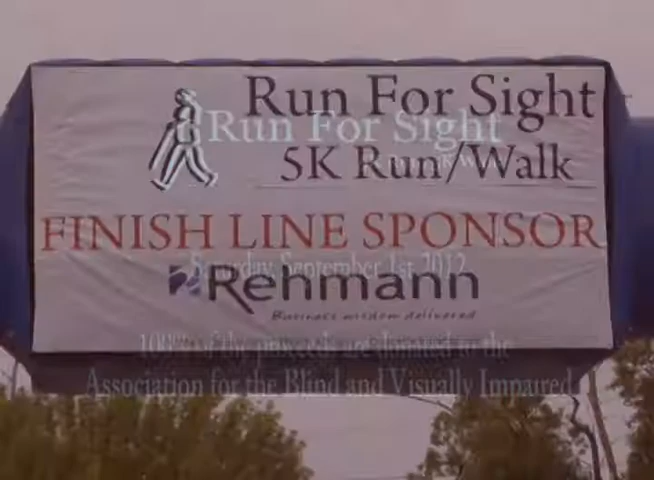 Run For Sight
Run For Sight
5K Run/Walk
FINISH LINE SPONSOR
Saturday, September 1st, 2012
Rehmann
Business wisdom delivered
100% of the proceeds are donated to the
Association for the Blind and Visually Impaired